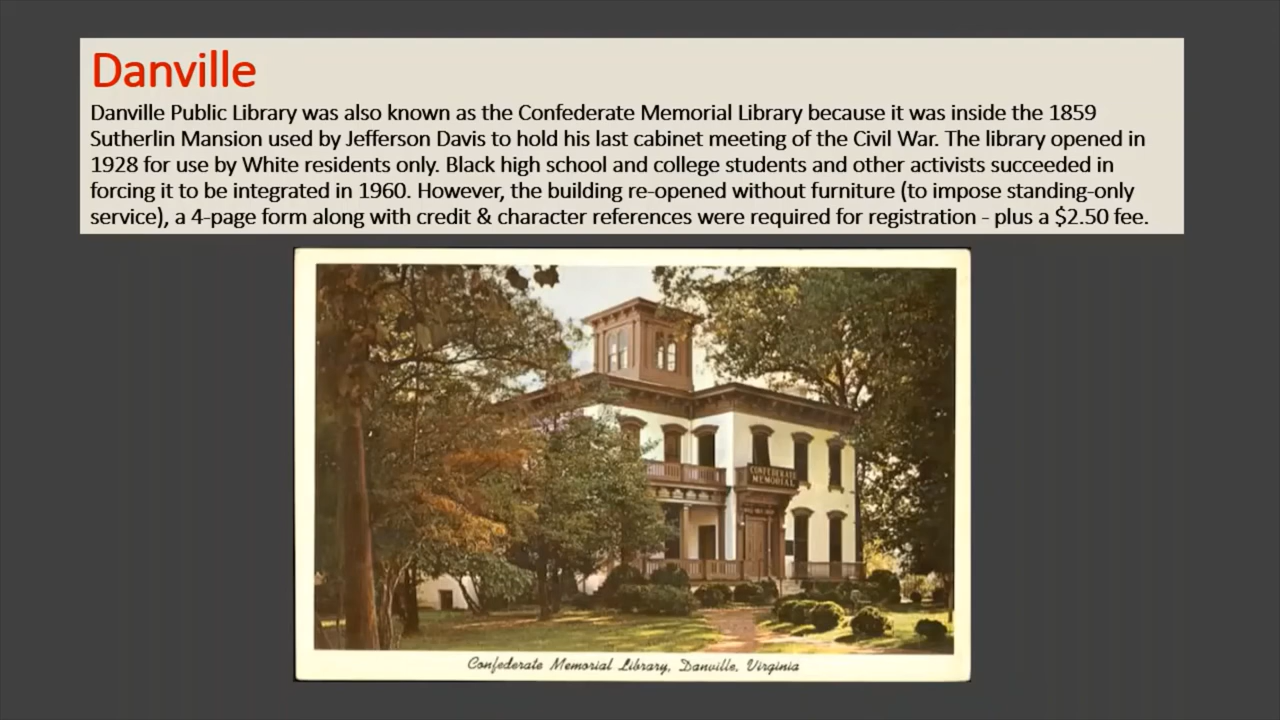 Danville
Danville Public Library was also known as the Confederate Memorial Library because it was inside the 1859
Sutherlin Mansion used by Jefferson Davis to hold his last cabinet meeting of the Civil War. The library opened in
1928 for use by White residents only. Black high school and college students and other activists succeeded in
forcing it to be integrated in 1960. However, the building re-opened without furniture (to impose standing-only
service), a 4-page form along with credit & character references were required for registration - plus a $2.50 fee.
CONFEDERATE
MEMORIAL
Confederate Memorial Library, Danville, Virginia